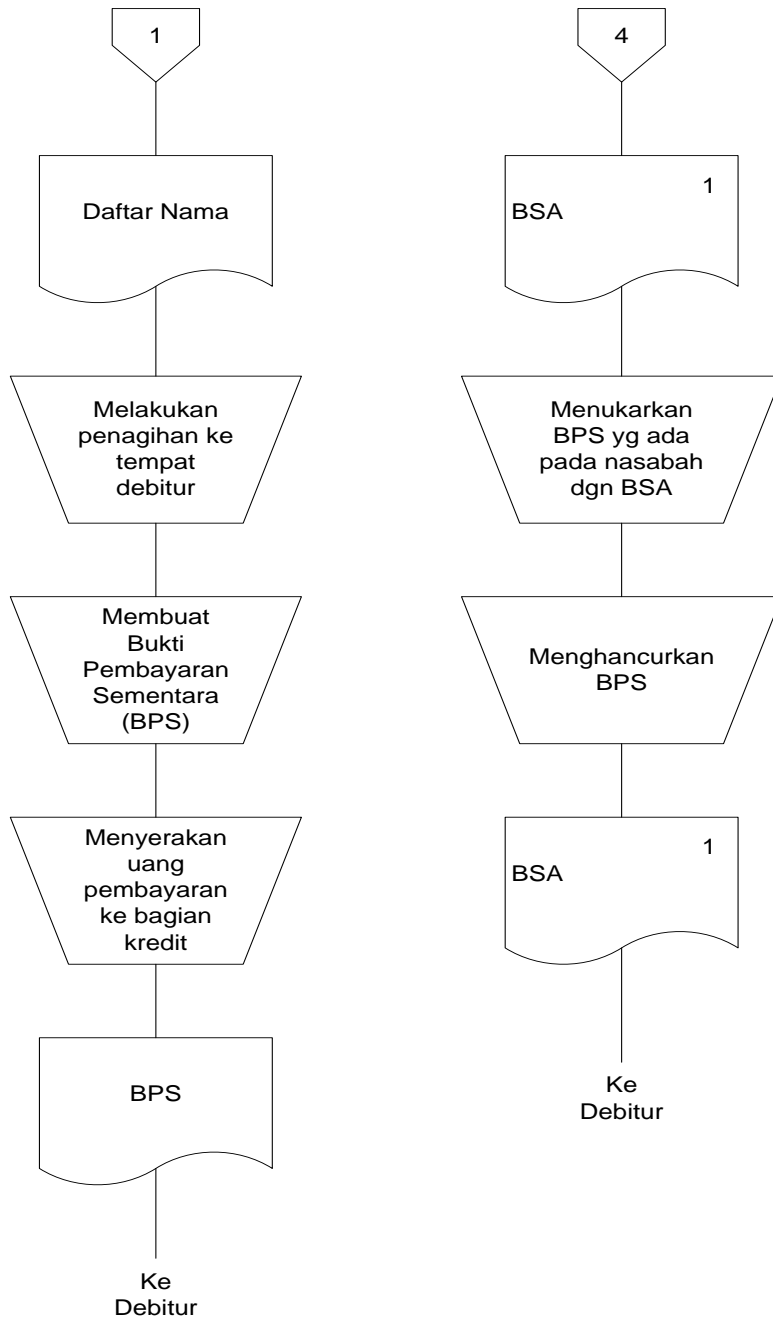 1
Daftar Nama
Melakukan
penagihan ke
tempat
debitur
Membuat
Bukti
Pembayaran
Sementara
(BPS)
Menyerakan
uang
pembayaran
ke bagian
kredit
BPS
Ke
Debitur
4
1
BSA
Menukarkan
BPS yg ada
pada nasabah
dgn BSA
Menghancurkan
BPS
1
BSA
Ke
Debitur